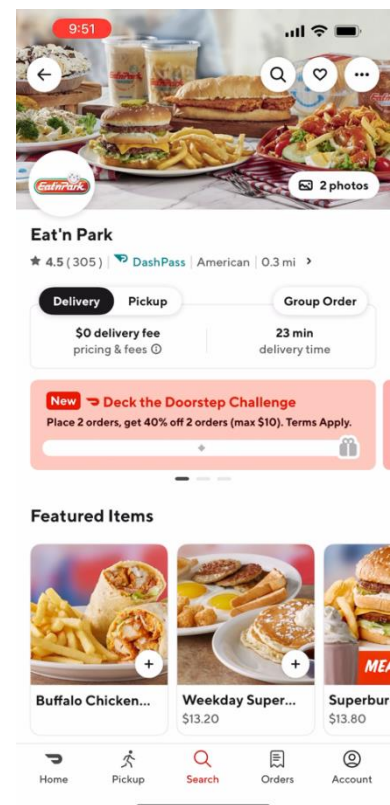 9:51
Eat'nPark
2 photos
Eat'n Park
★ 4.5 (305) | DashPass | American | 0.3 mi >
Delivery Pickup Group Order
$0 delivery fee 23 min
pricing & fees delivery time
New Deck the Doorstep Challenge
Place 2 orders, get 40% off 2 orders (max $10). Terms Apply.
Featured Items
MEA
Buffalo Chicken... Weekday Super... Superbur
$13.20 $13.80
Home Pickup Search Orders Account